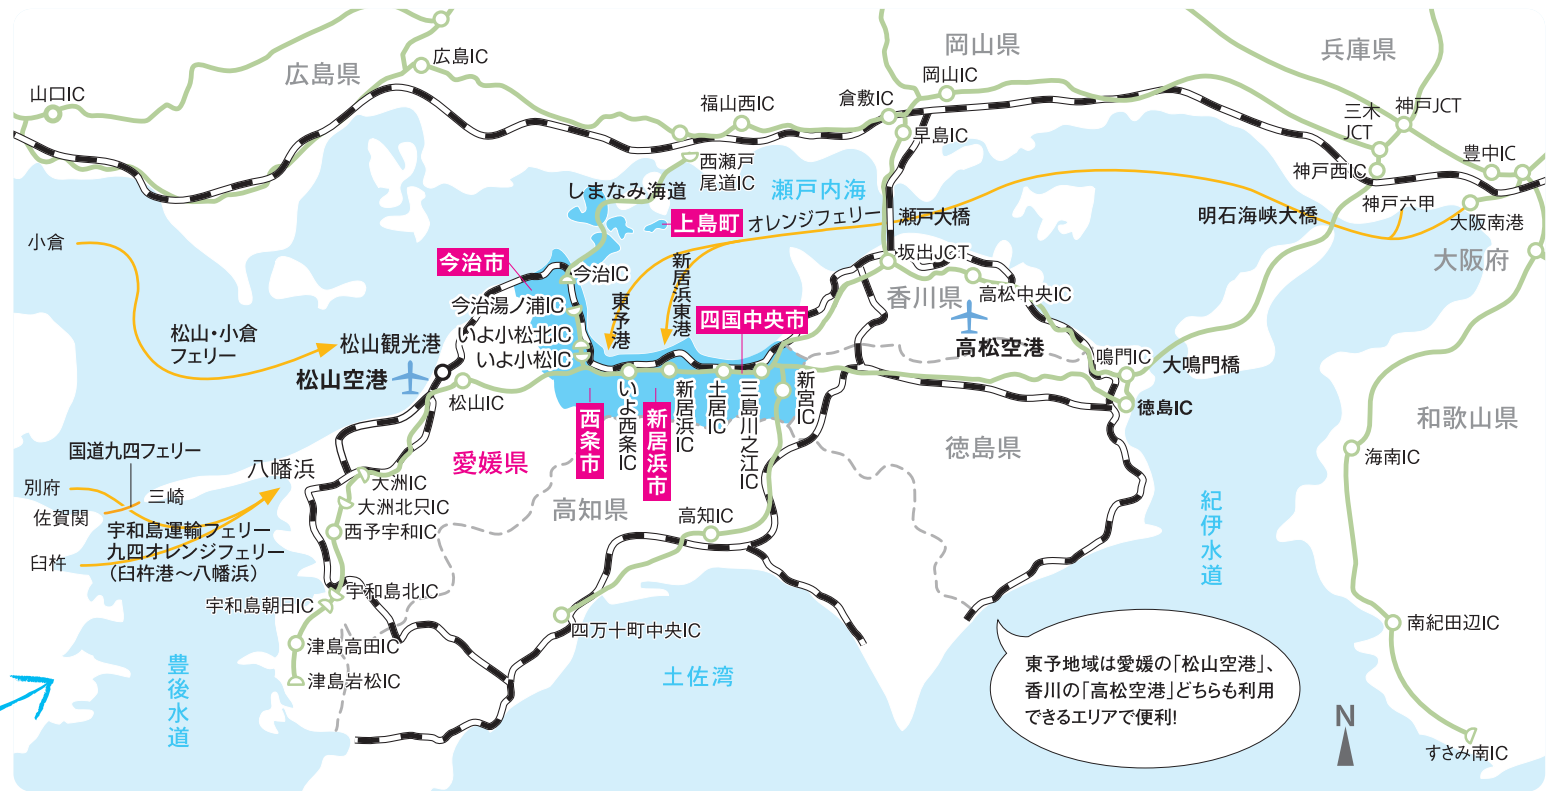 広島IC
岡山県
兵庫県
広島県
岡山IC
山口IC
福山西IC
倉敷IC
三木
JCT
神戸JCT
早島IC
豊中IC
西瀬戸
尾道IC
神戸西IC
しまなみ海道
瀬戸内海
上島町
オレンジフェリー
瀬戸大橋
神戸六甲
明石海峡大橋
大阪南港
小倉
今治市
坂出JCT
大阪府
今治IC
新居浜東港
香川県
高松中央IC
東予港
今治湯ノ浦IC
四国中央市
松山・小倉
フェリー
松山観光港
いよ小松北IC
いよ小松IC
高松空港
鳴門IC
大鳴門橋
松山空港
松山IC
西条市
いよ西条IC
新居浜市
新居浜IC
土居IC
三島川之江IC
新宮IC
徳島IC
和歌山県
徳島県
海南IC
国道九四フェリー
八幡浜
愛媛県
別府
三崎
佐賀関
大洲IC
大洲北只IC
高知県
高知IC
紀伊水道
宇和島運輸フェリー
九四オレンジフェリー
(臼杵港〜八幡浜)
西予宇和IC
臼杵
宇和島北IC
宇和島朝日IC
四万十町中央IC
南紀田辺IC
津島高田IC
豊後水道
津島岩松IC
土佐湾
東予地域は愛媛の「松山空港」、
香川の「高松空港」どちらも利用
できるエリアで便利!
N
すさみ南IC